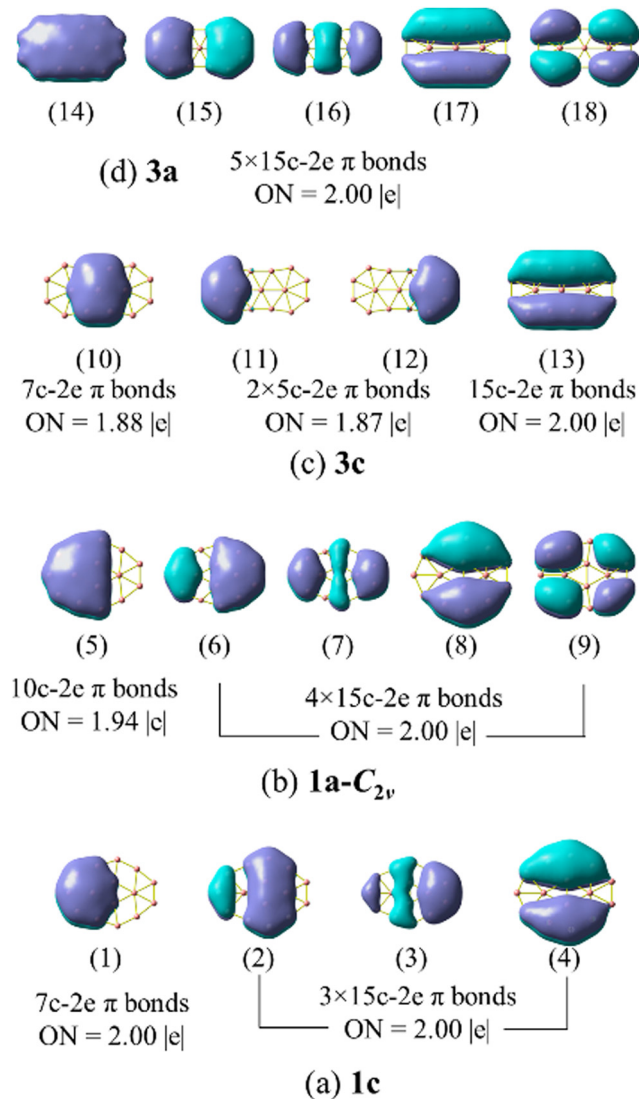 (14) (15) (16) (17) (18)
(d) 3a 5×15c-2e π bonds
ON = 2.00 |e|
(10) (11) (12) (13)
7c-2e π bonds 2×5c-2e π bonds 15c-2e π bonds
ON = 1.88 |e| ON = 1.87 |e| ON = 2.00 |e|
(c) 3c
(5) (6) (7) (8) (9)
10c-2e π bonds 4×15c-2e π bonds
ON = 1.94 |c| ON = 2.00 |e|
(b) 1a-C2v
(1) (2) (3) (4)
7c-2e π bonds 3×15c-2e π bonds
ON = 2.00 |e| ON = 2.00 |e|
(a) 1c